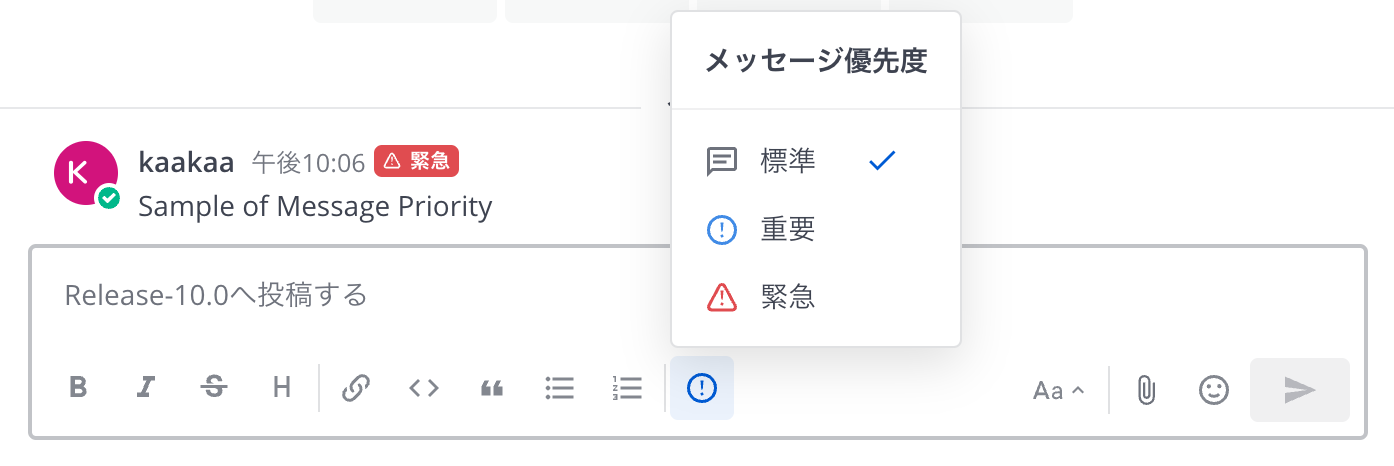 メッセージ優先度
標準
重要
緊急
K
kaakaa 午後10:06 緊急
Sample of Message Priority
Release-10.0へ投稿する
B I S H Aa